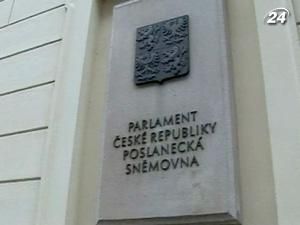 24
PARLAMENT
ČESKÉ REPUBLIKY
POSLANECKÁ
SNĚMOVNA